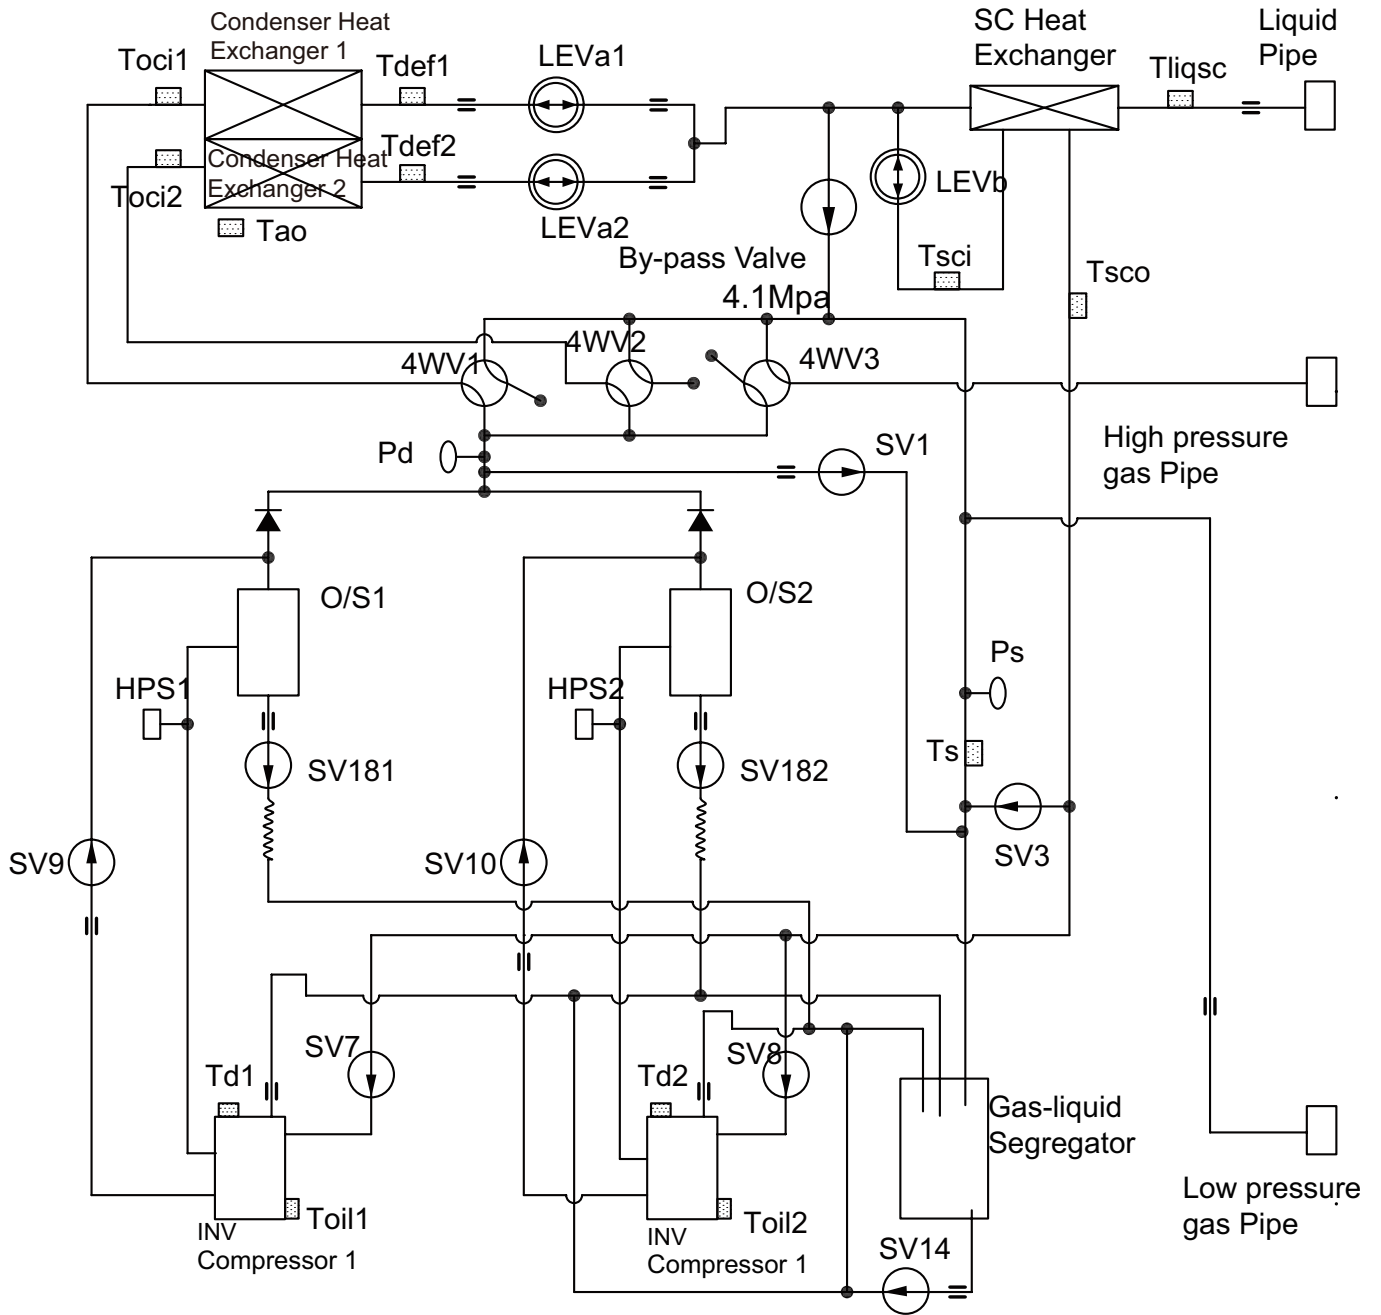 Condenser Heat
Exchanger 1
SC Heat
Exchanger
Liquid
Pipe
Toci1
Tdef1
LEVa1
Tliqsc
Condenser Heat
Exchanger 2
Tdef2
Toci2
LEVb
Tao
LEVa2
By-pass Valve
4.1Mpa
Tsci
Tsco
4WV1
4WV2
4WV3
Pd
SV1
High pressure
gas Pipe
O/S1
O/S2
HPS1
HPS2
Ps
Ts
SV181
SV182
SV9
SV10
SV3
SV7
SV8
Td1
Td2
Gas-liquid
Segregator
Toil1
Toil2
INV
Compressor 1
INV
Compressor 1
SV14
Low pressure
gas Pipe